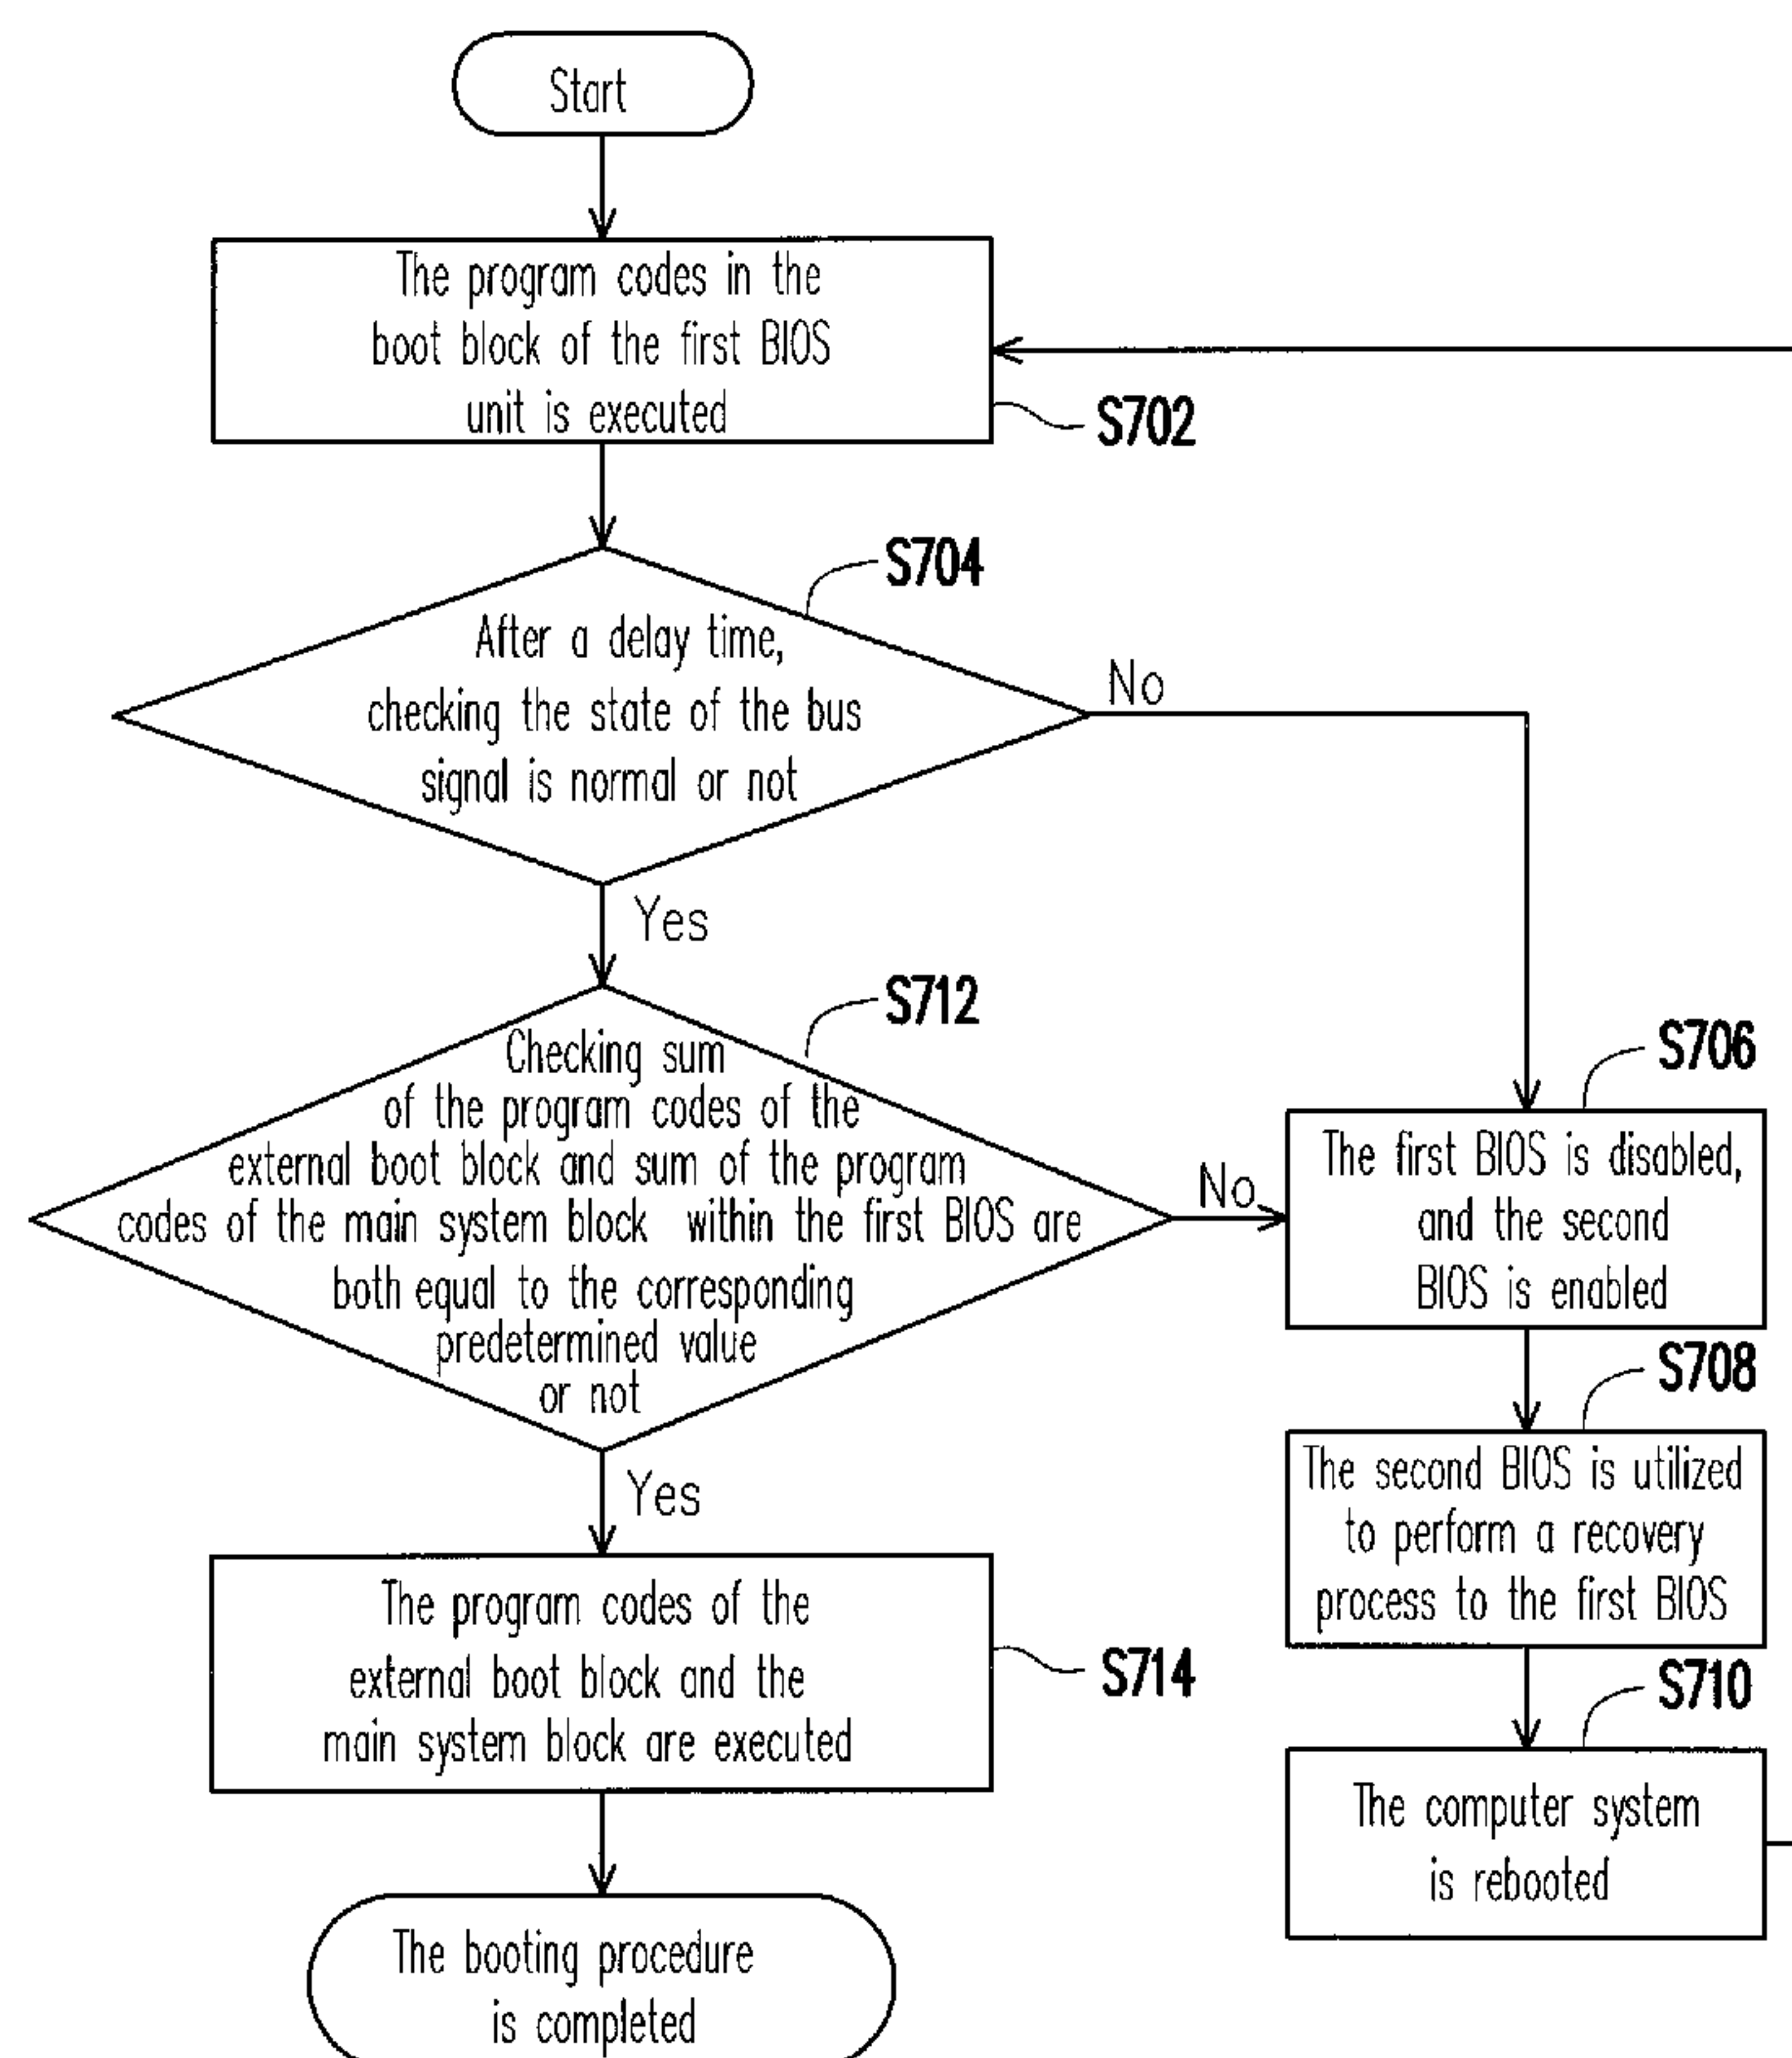 Start
The program codes in the
boot block of the first BIOS
unit is executed
S702
S704
After a delay time,
checking the state of the bus
signal is normal or not
No
Yes
S712
Checking sum
of the program codes of the
external boot block and sum of the program
codes of the main system block within the first BIOS are
both equal to the corresponding
predetermined value
or not
No
Yes
S706
The first BIOS is disabled,
and the second
BIOS is enabled
S708
The second BIOS is utilized
to perform a recovery
process to the first BIOS
S710
The computer system
is rebooted
The program codes of the
external boot block and the
main system block are executed
S714
The booting procedure
is completed